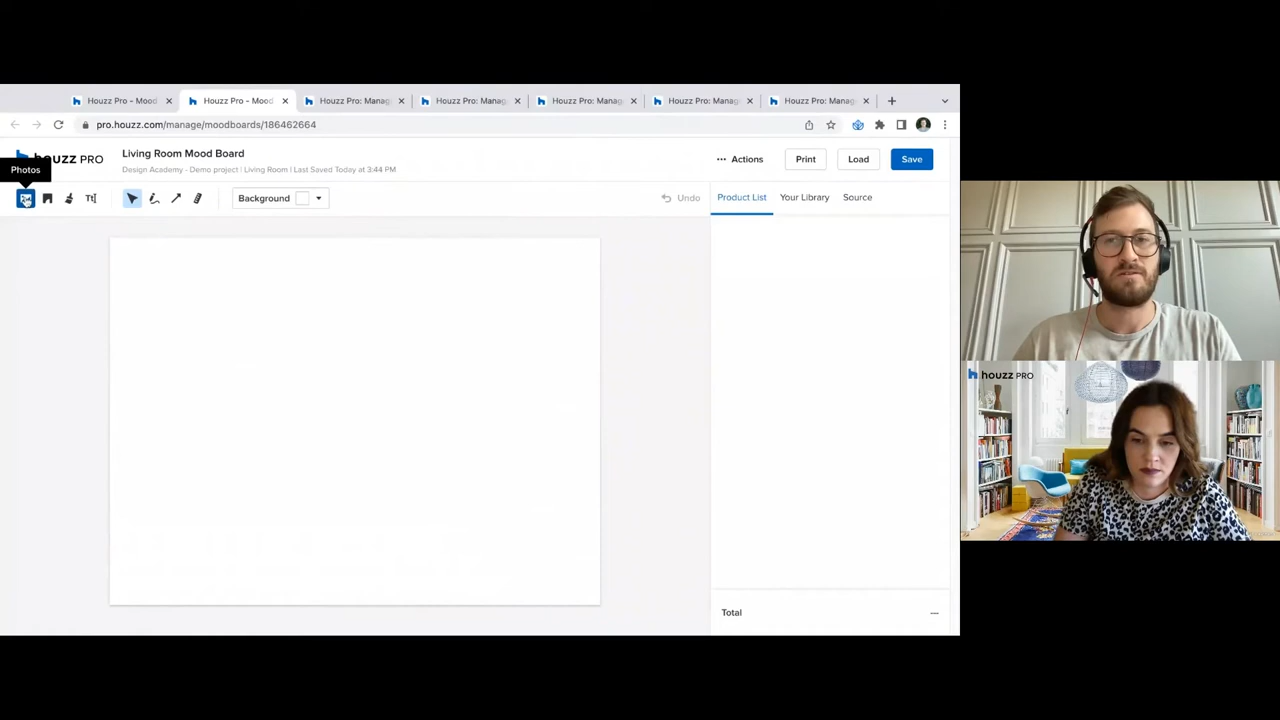 Houzz Pro - Mood
Houzz Pro - Mood
Houzz Pro: Manag
Houzz Pro: Manag
Houzz Pro: Manag
Houzz Pro: Manag
Houzz Pro: Manag
pro.houzz.com/manage/moodboards/186462664
houzz PRO
Living Room Mood Board
Actions
Print
Load
Save
Design Academy - Demo project | Living Room | Last Saved Today at 3:44 PM
Photos
Background
Undo
Product List
Your Library
Source
Total
houzz PRO